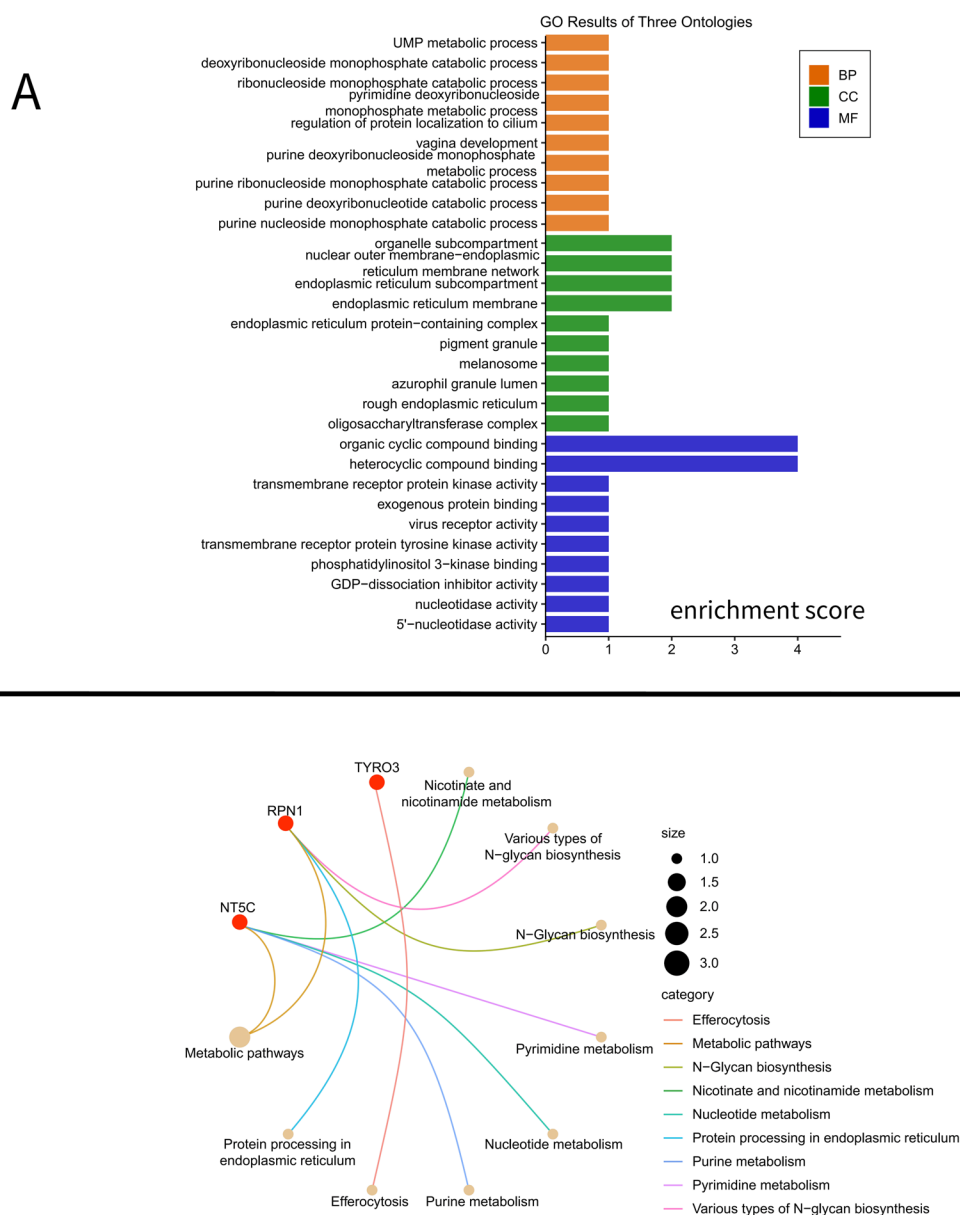 GO Results of Three Ontologies
A
UMP metabolic process
deoxyribonucleoside monophosphate catabolic process
ribonucleoside monophosphate catabolic process
pyrimidine deoxyribonucleoside
monophosphate metabolic process
regulation of protein localization to cilium
vagina development
purine deoxyribonucleoside monophosphate
metabolic process
purine ribonucleoside monophosphate catabolic process
purine deoxyribonucleotide catabolic process
purine nucleoside monophosphate catabolic process
organelle subcompartment
nuclear outer membrane−endoplasmic
reticulum membrane network
endoplasmic reticulum subcompartment
endoplasmic reticulum membrane
endoplasmic reticulum protein−containing complex
pigment granule
melanosome
azurophil granule lumen
rough endoplasmic reticulum
oligosaccharyltransferase complex
organic cyclic compound binding
heterocyclic compound binding
transmembrane receptor protein kinase activity
exogenous protein binding
virus receptor activity
transmembrane receptor protein tyrosine kinase activity
phosphatidylinositol 3−kinase binding
GDP−dissociation inhibitor activity
nucleotidase activity
5'−nucleotidase activity
BP
CC
MF
enrichment score
0 1 2 3 4
TYRO3
RPN1
NT5C
Nicotinate and
nicotinamide metabolism
Various types of
N−glycan biosynthesis
N−Glycan biosynthesis
Pyrimidine metabolism
Nucleotide metabolism
Purine metabolism
Efferocytosis
Protein processing in
endoplasmic reticulum
Metabolic pathways
size
1.0
1.5
2.0
2.5
3.0
category
Efferocytosis
Metabolic pathways
N−Glycan biosynthesis
Nicotinate and nicotinamide metabolism
Nucleotide metabolism
Protein processing in endoplasmic reticulum
Purine metabolism
Pyrimidine metabolism
Various types of N−glycan biosynthesis